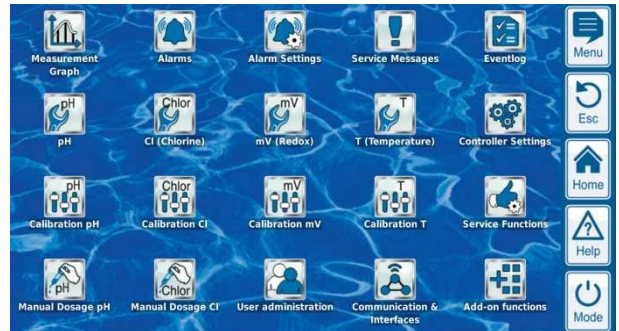 Measurement
Graph
Alarms
Alarm Settings
Service Messages
Eventlog
Menu
pH
pH
Chlor
Cl (Chlorine)
mV
mV (Redox)
T
T (Temperature)
Controller Settings
Esc
Home
pH
Calibration pH
Chlor
Calibration Cl
mV
Calibration mV
T
Calibration T
Service Functions
?
Help
pH
Manual Dosage pH
Chlor
Manual Dosage Cl
User administration
Communication &
Interfaces
Add-on functions
Mode